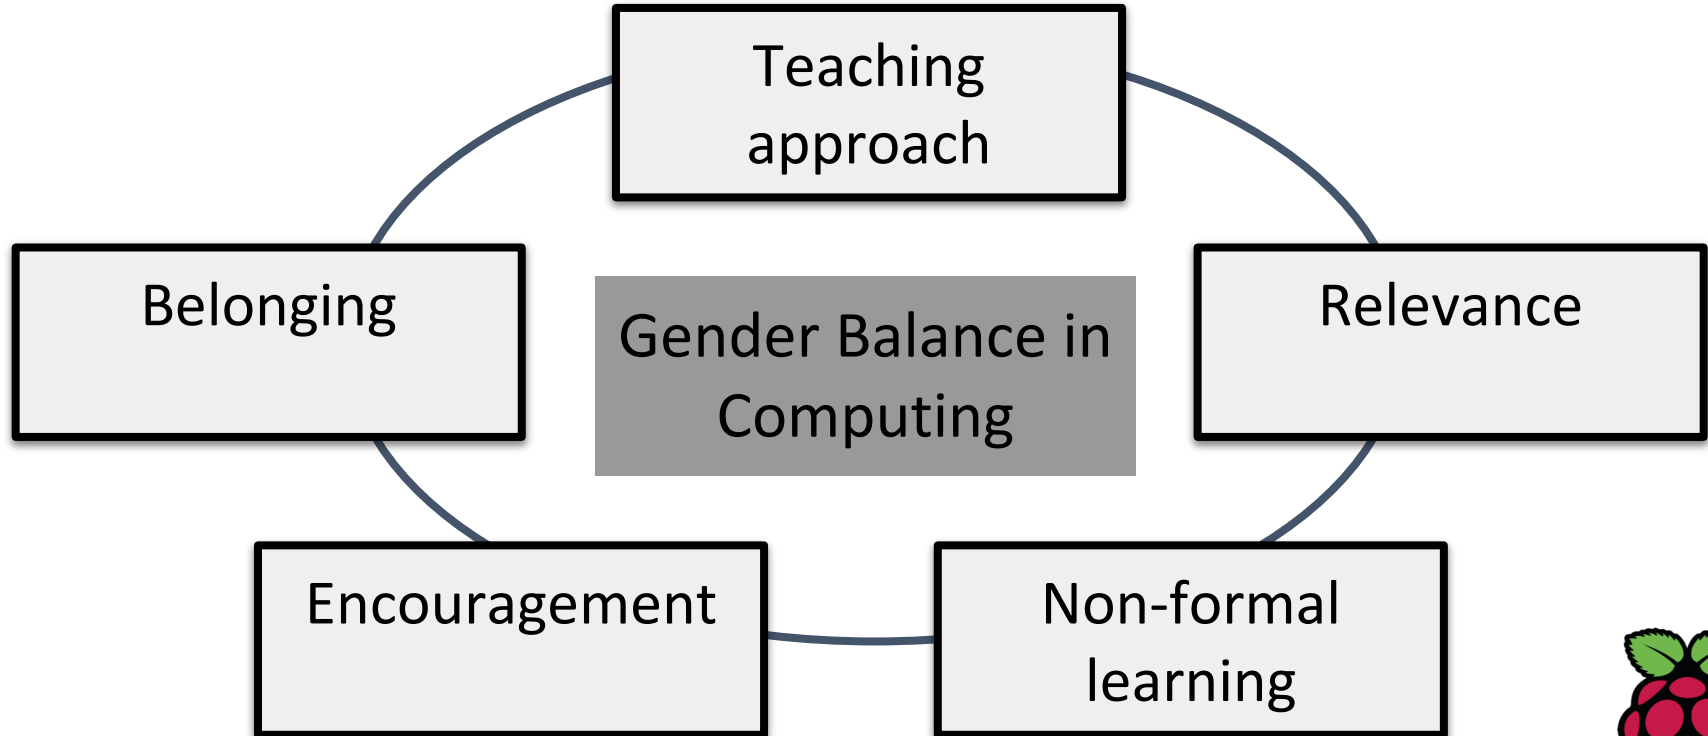 Teaching
approach
Belonging
Gender Balance in
Computing
Relevance
Encouragement
Non-formal
learning